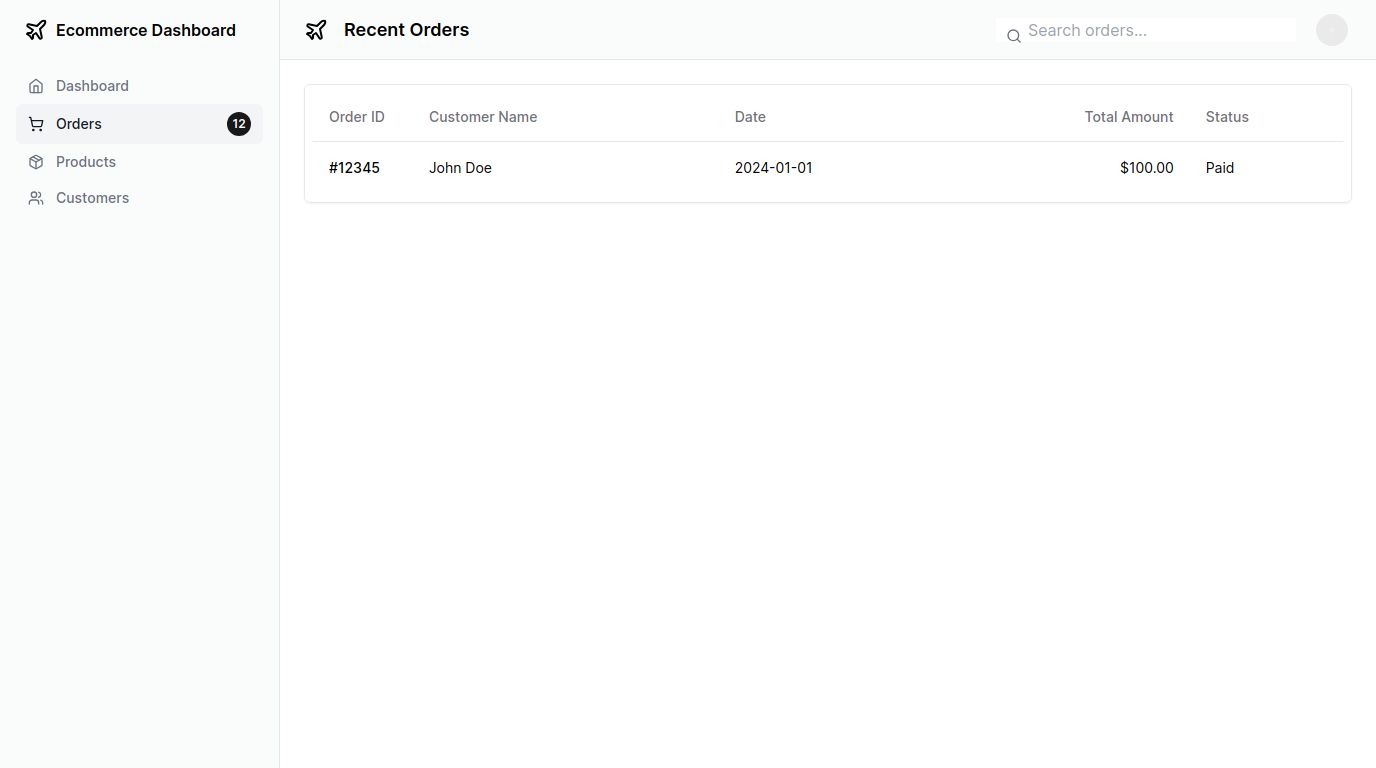 Ecommerce Dashboard
Dashboard
Orders 12
Products
Customers
Recent Orders Search orders...
Order ID Customer Name Date Total Amount Status
#12345 John Doe 2024-01-01 $100.00 Paid